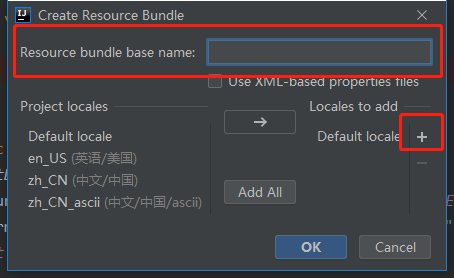 Create Resource Bundle
Resource bundle base name:
Use XML-based properties files
Project locales
Locales to add
Default locale
Default locale
en_US (英语/美国)
zh_CN (中文/中国)
zh_CN_ascii (中文/中国/ascii)
Add All
OK
Cancel